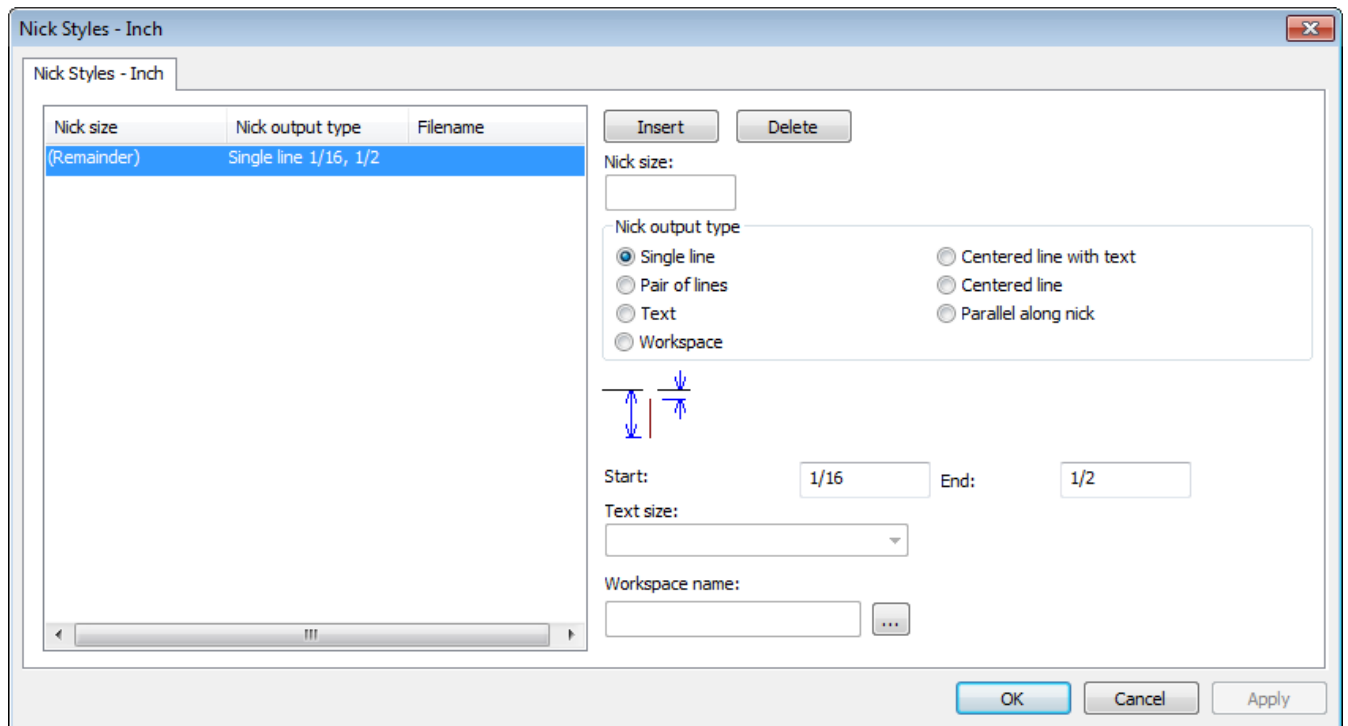 Nick Styles - Inch
Nick Styles - Inch
Nick size Nick output type Filename
(Remainder) Single line 1/16, 1/2
Insert Delete
Nick size:
Nick output type
Single line Centered line with text
Pair of lines Centered line
Text Parallel along nick
Workspace
Start: 1/16 End: 1/2
Text size:
Workspace name:
...
OK Cancel Apply